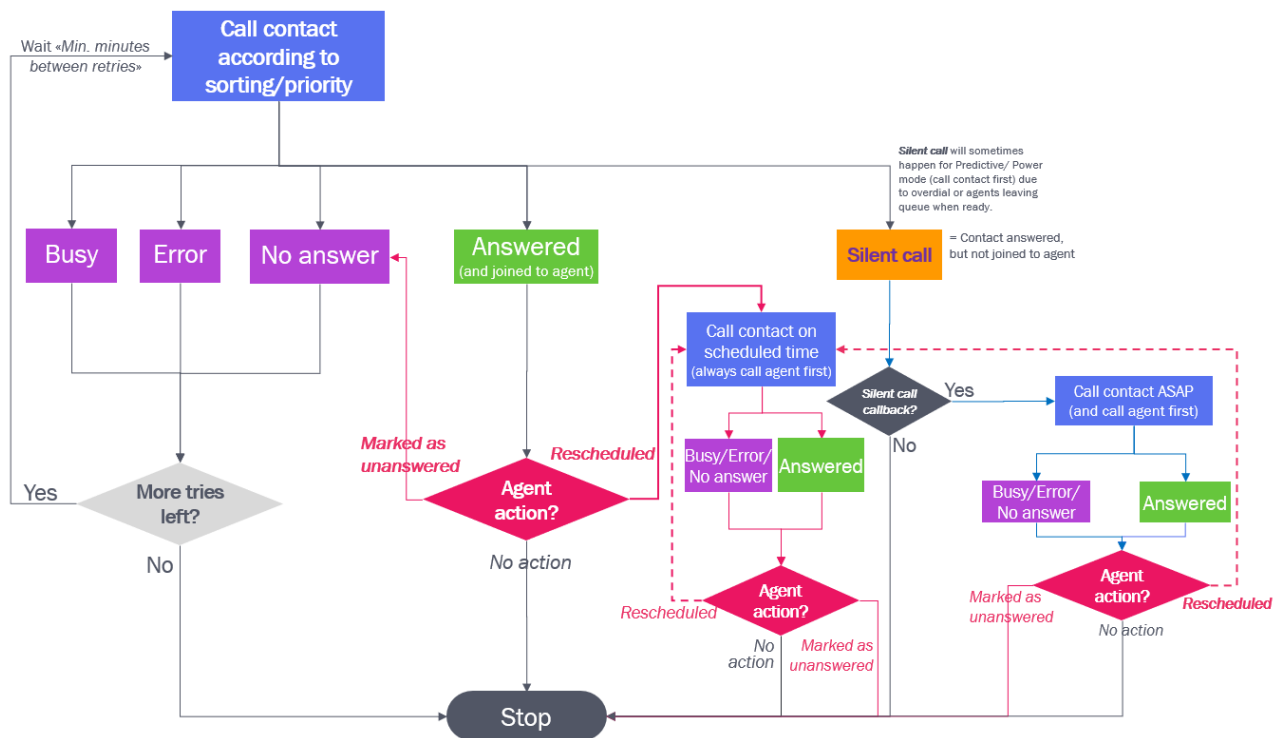 Call contact
according to
sorting/priority
Wait «Min. minutes
between retries»
Silent call will sometimes
happen for Predictive/ Power
mode (call contact first) due
to overdial or agents leaving
queue when ready.
Busy
Error
No answer
Answered
(and joined to agent)
Silent call
= Contact answered,
but not joined to agent
Call contact on
scheduled time
(always call agent first)
Silent call
callback?
Yes
No
Call contact ASAP
(and call agent first)
Marked as
unanswered
Rescheduled
Busy/Error/
No answer
Answered
Busy/Error/
No answer
Answered
Yes
More tries
left?
No
Agent
action?
No action
Rescheduled
Agent
action?
No
action
Marked as
unanswered
Marked as
unanswered
Agent
action?
Rescheduled
No action
Stop